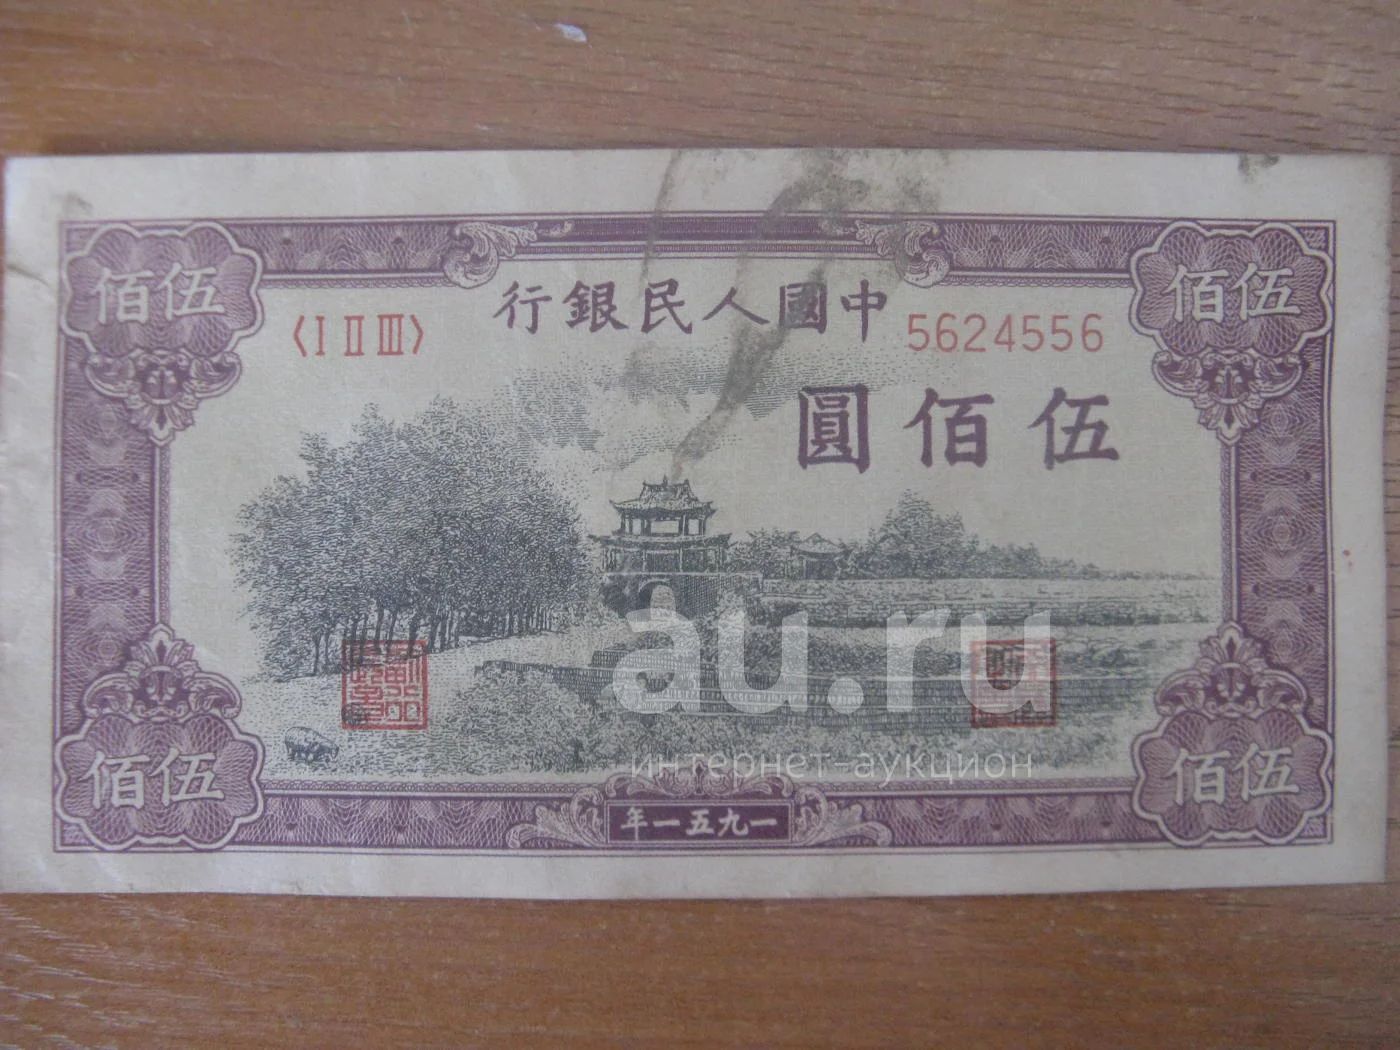 佰伍
佰伍
行銀民人國中
〈I II III〉
5624556
圓佰伍
au.ru
интернет-аукцион
佰伍
佰伍
年一五九一